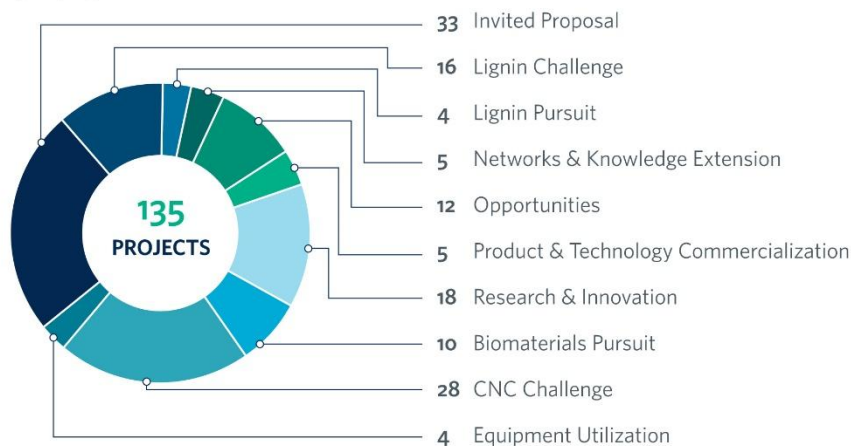 33 Invited Proposal
16 Lignin Challenge
4 Lignin Pursuit
5 Networks & Knowledge Extension
12 Opportunities
5 Product & Technology Commercialization
18 Research & Innovation
10 Biomaterials Pursuit
28 CNC Challenge
4 Equipment Utilization
135
PROJECTS